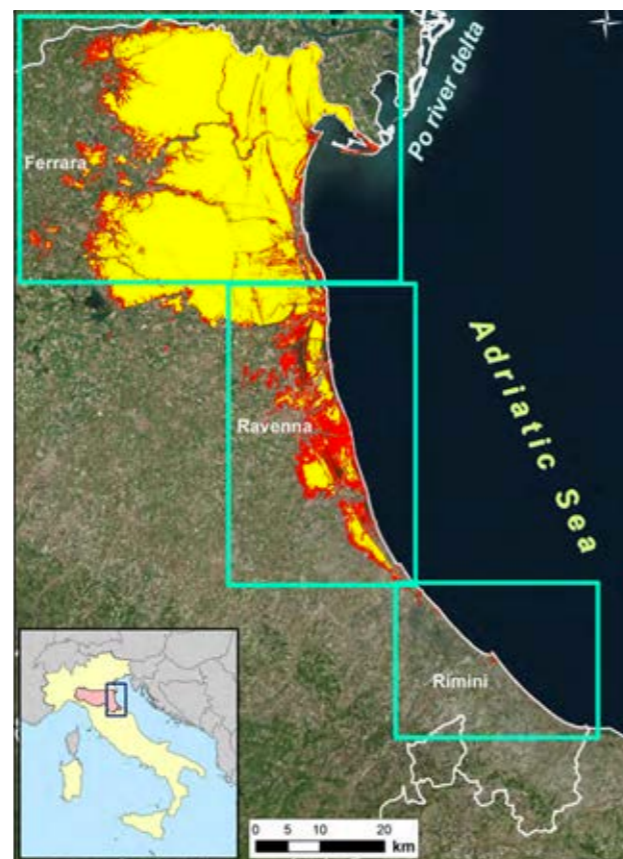 Po river delta
Ferrara
Adriatic Sea
Ravenna
Rimini
0 5 10 20
km